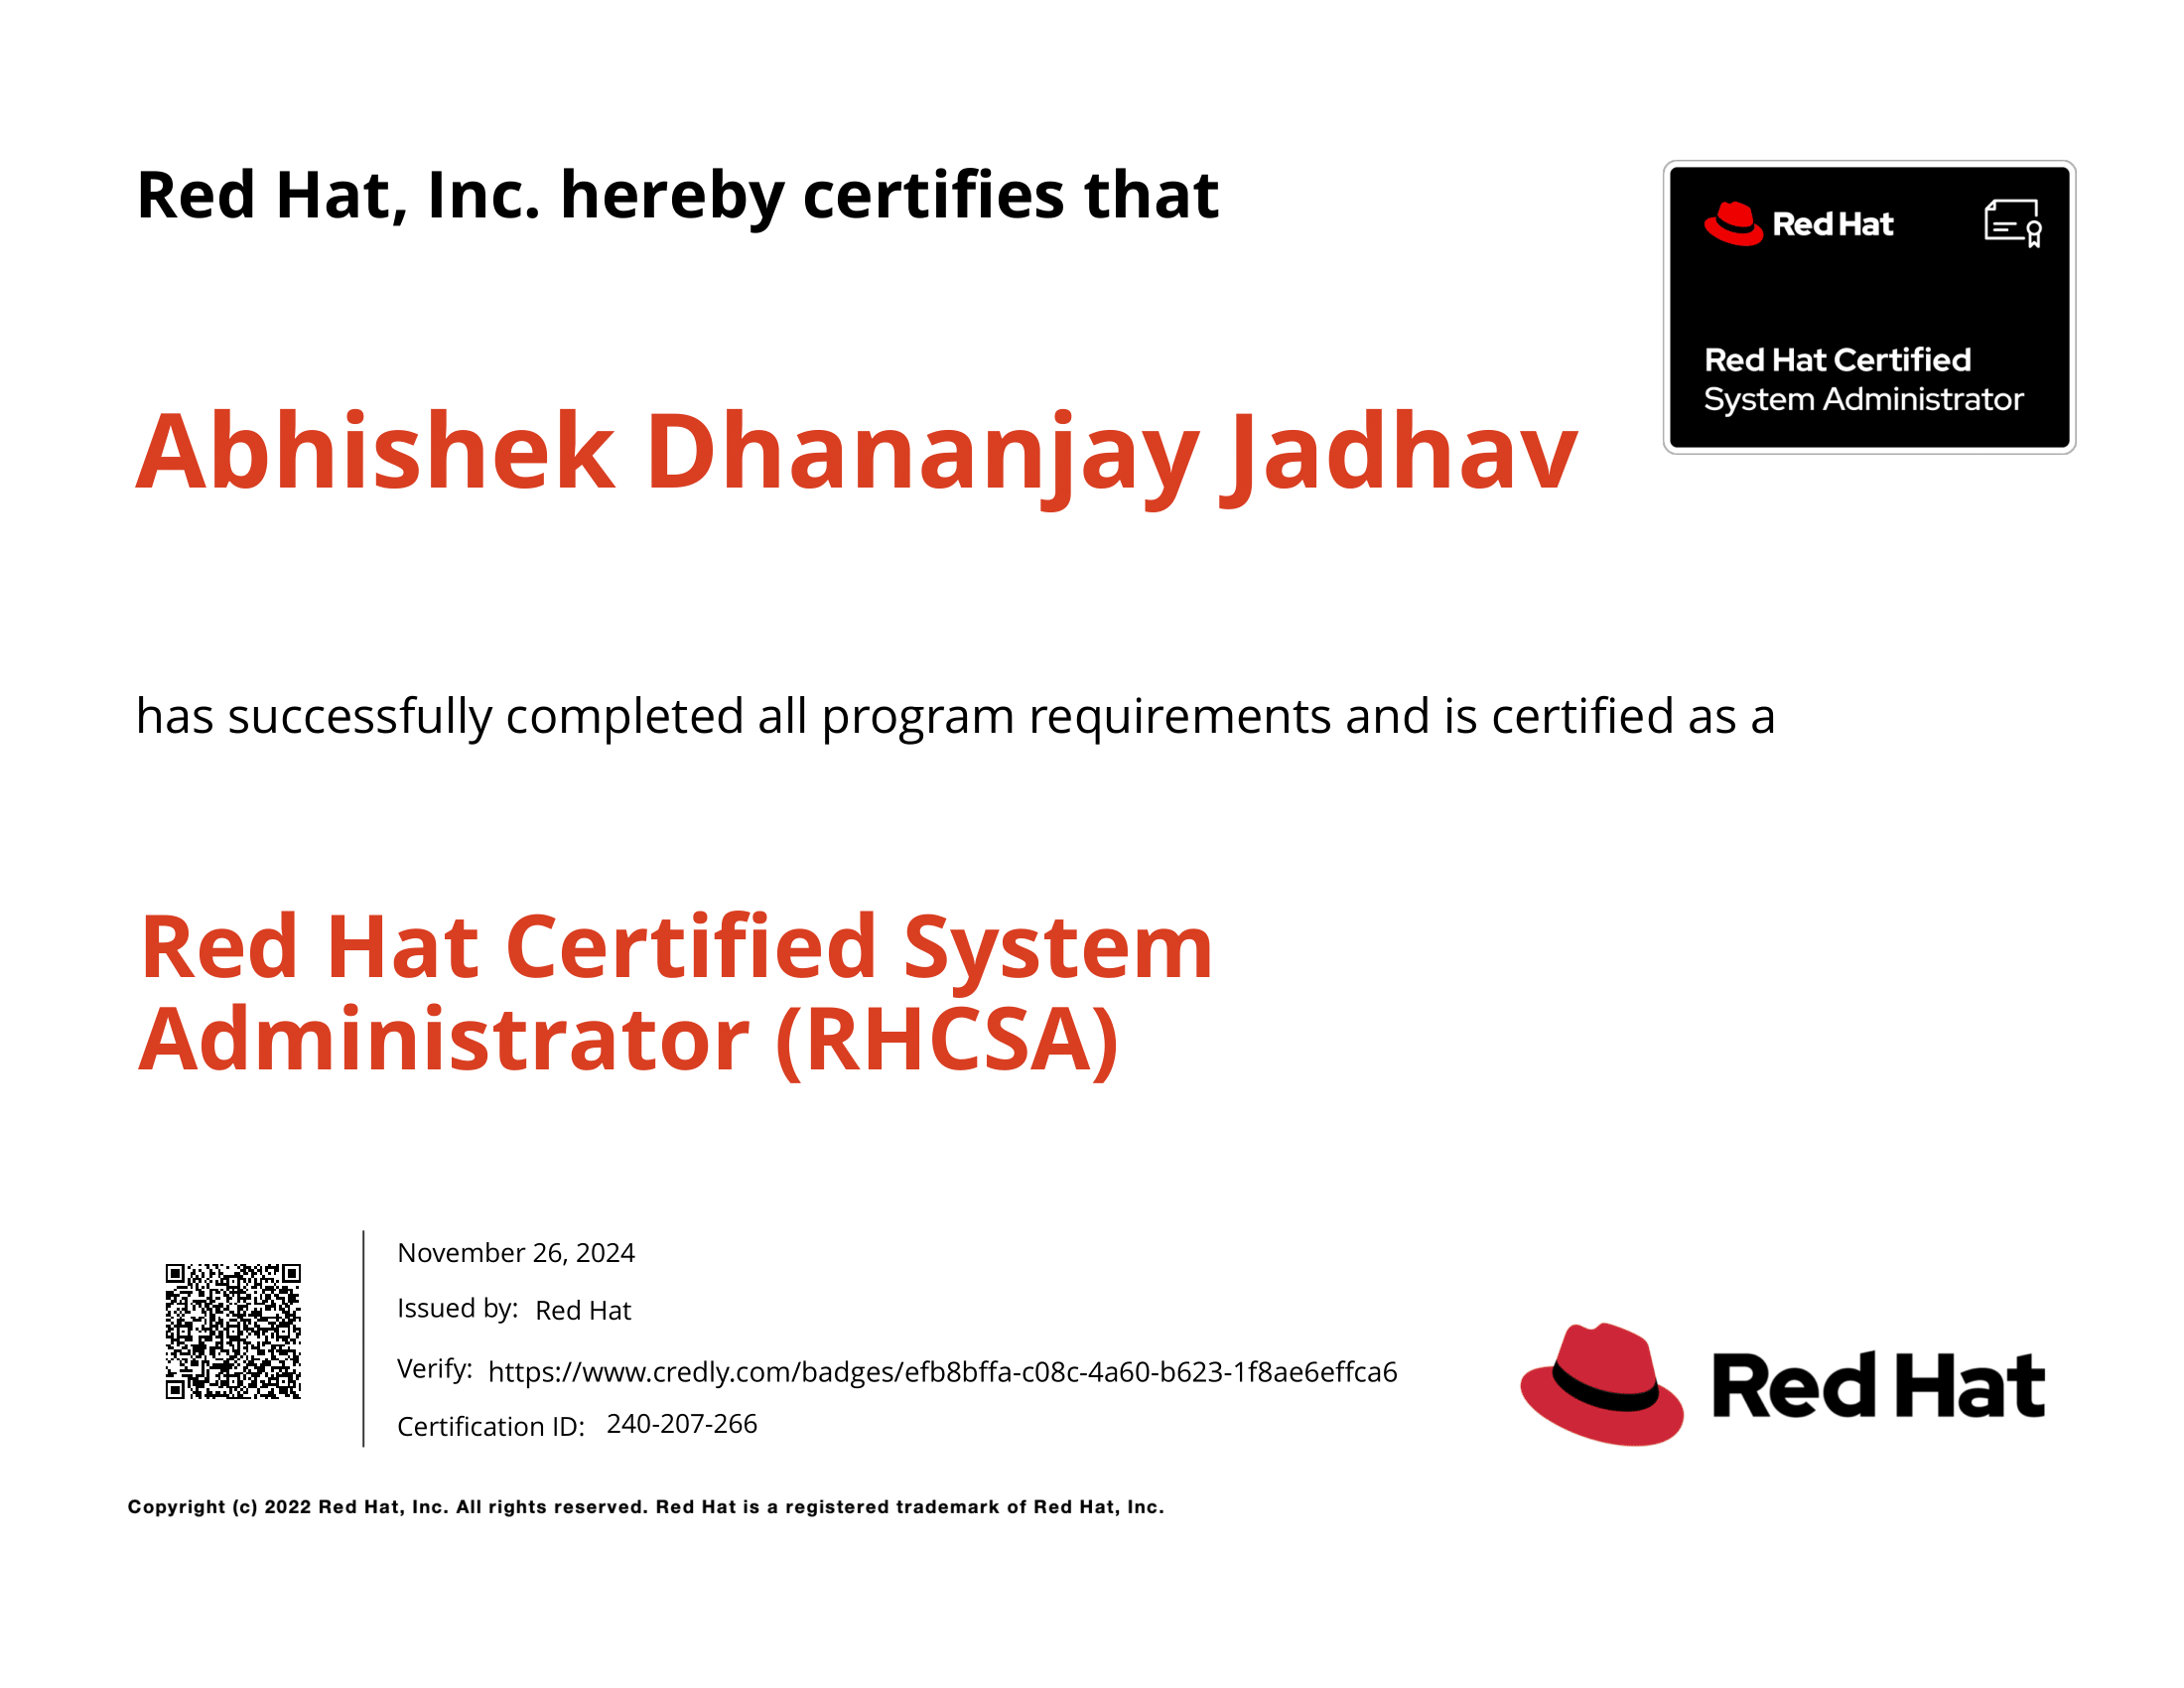 Red Hat, Inc. hereby certifies that
Red Hat
Red Hat Certified
System Administrator
Abhishek Dhananjay Jadhav
has successfully completed all program requirements and is certified as a
Red Hat Certified System
Administrator (RHCSA)
November 26, 2024
Issued by: Red Hat
Verify: https://www.credly.com/badges/efb8bffa-c08c-4a60-b623-1f8ae6effca6
Certification ID: 240-207-266
Red Hat
Copyright (c) 2022 Red Hat, Inc. All rights reserved. Red Hat is a registered trademark of Red Hat, Inc.